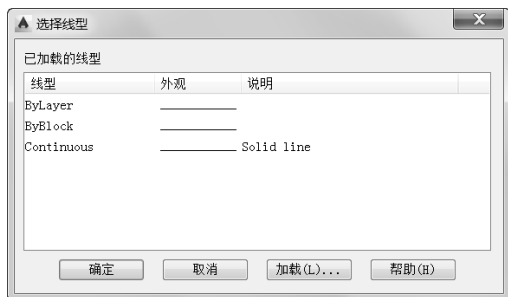 选择线型
已加载的线型
线型 外观 说明
ByLayer
ByBlock
Continuous Solid line
确定 取消 加载(L)... 帮助(H)